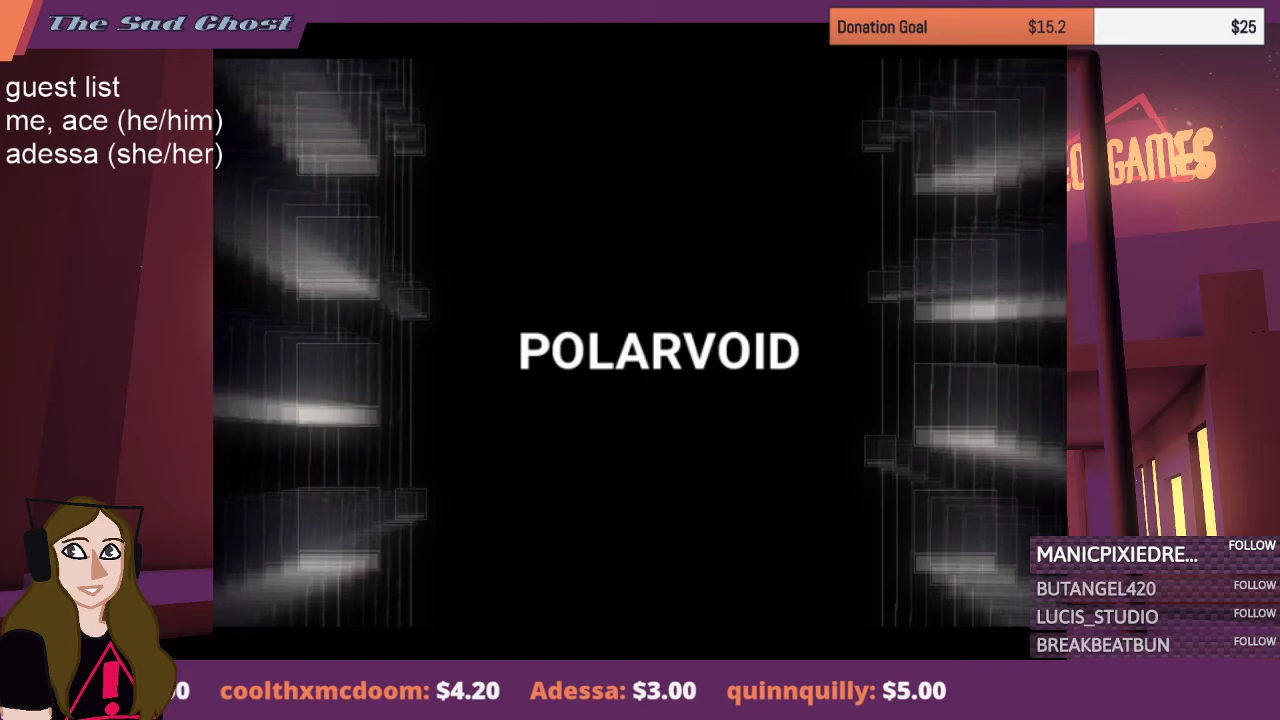 The Sad Ghost
Donation Goal $15.2 $25
guest list
me, ace (he/him)
adessa (she/her)
GAMES
POLARVOID
MANICPIXIEDRE... FOLLOW
BUTANGEL420 FOLLOW
LUCIS_STUDIO FOLLOW
BREAKBEATBUN FOLLOW
coolthxmcdoom: $4.20 Adessa: $3.00 quinnquilly: $5.00